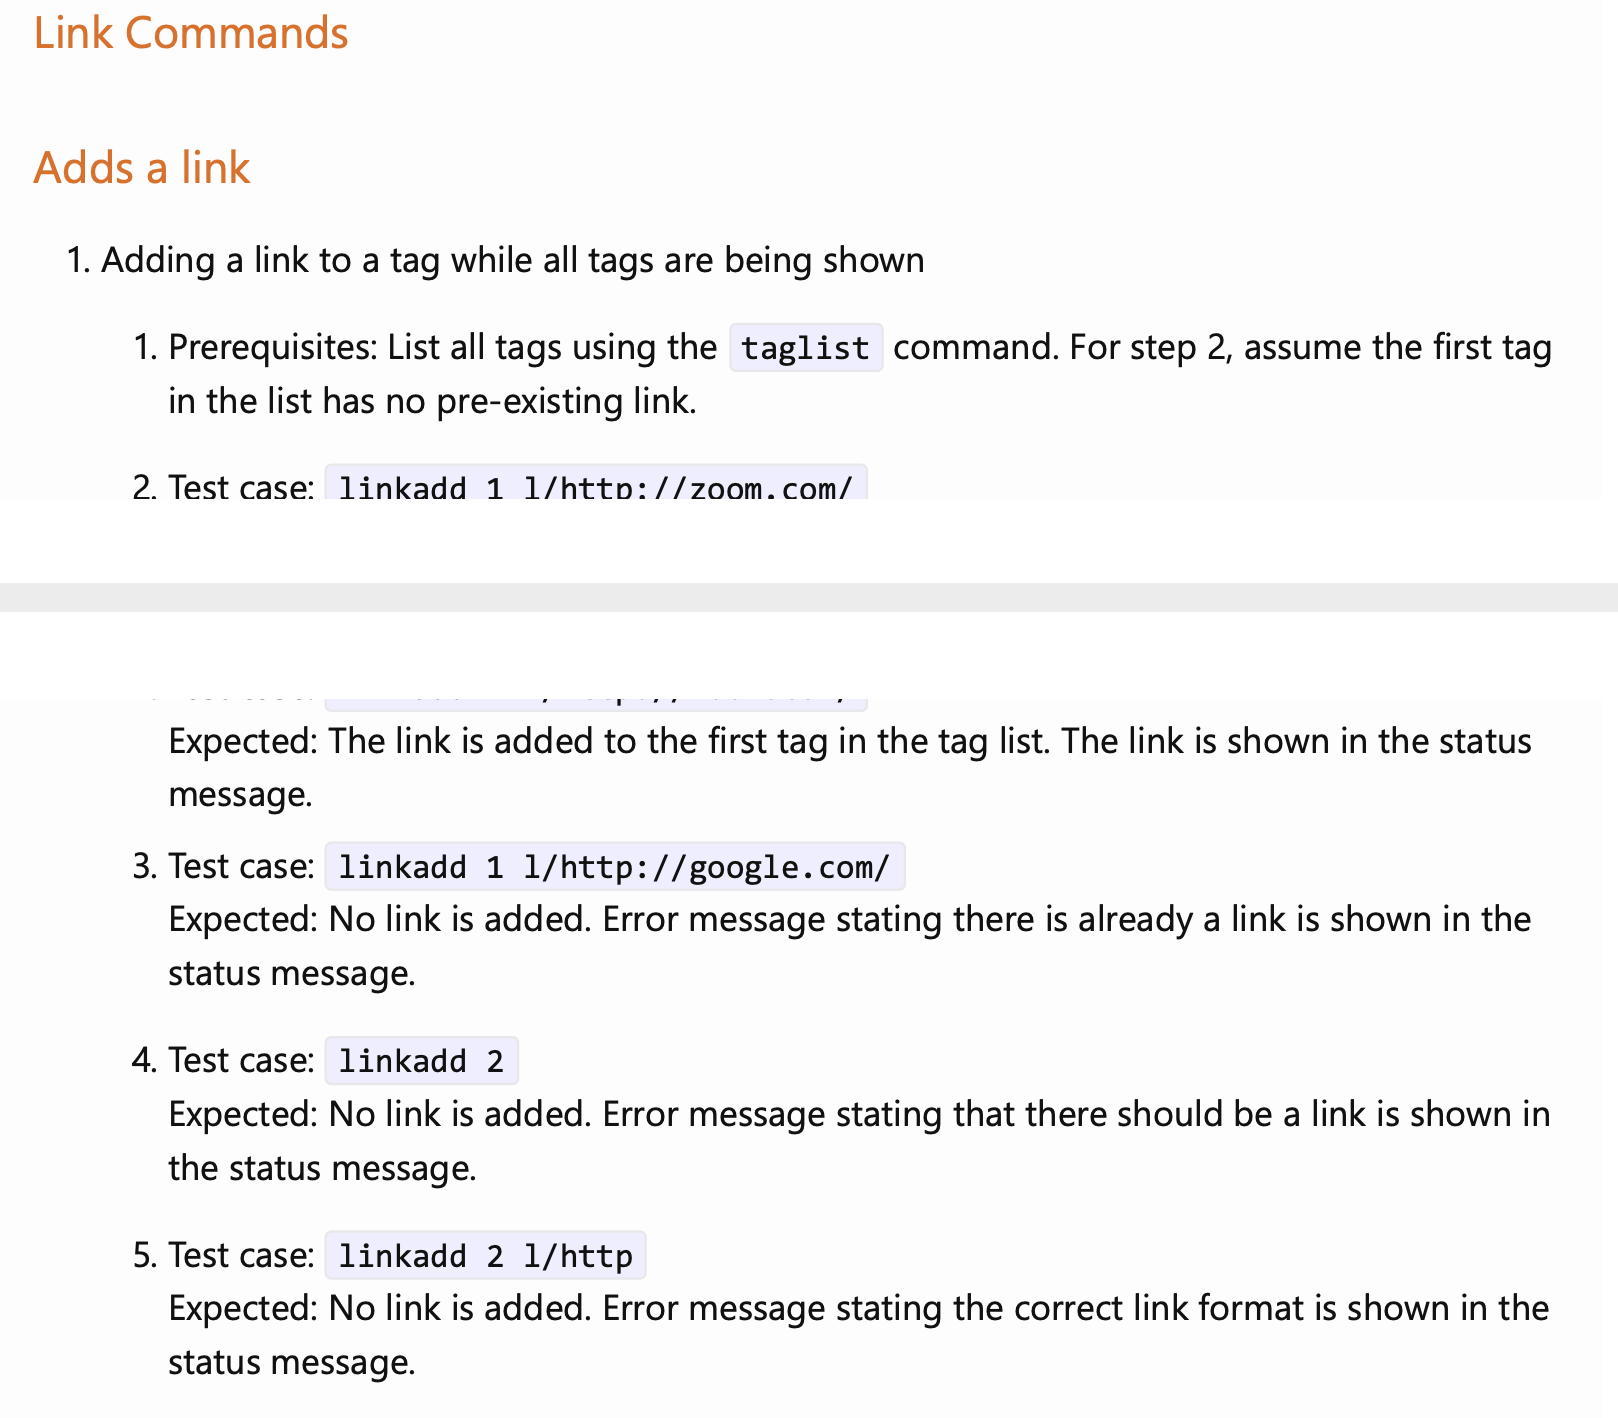 Link Commands
Adds a link
1. Adding a link to a tag while all tags are being shown
1. Prerequisites: List all tags using the taglist command. For step 2, assume the first tag
in the list has no pre-existing link.
2. Test case: linkadd 1 l/http://zoom.com/
Expected: The link is added to the first tag in the tag list. The link is shown in the status
message.
3. Test case: linkadd 1 l/http://google.com/
Expected: No link is added. Error message stating there is already a link is shown in the
status message.
4. Test case: linkadd 2
Expected: No link is added. Error message stating that there should be a link is shown in
the status message.
5. Test case: linkadd 2 l/http
Expected: No link is added. Error message stating the correct link format is shown in the
status message.